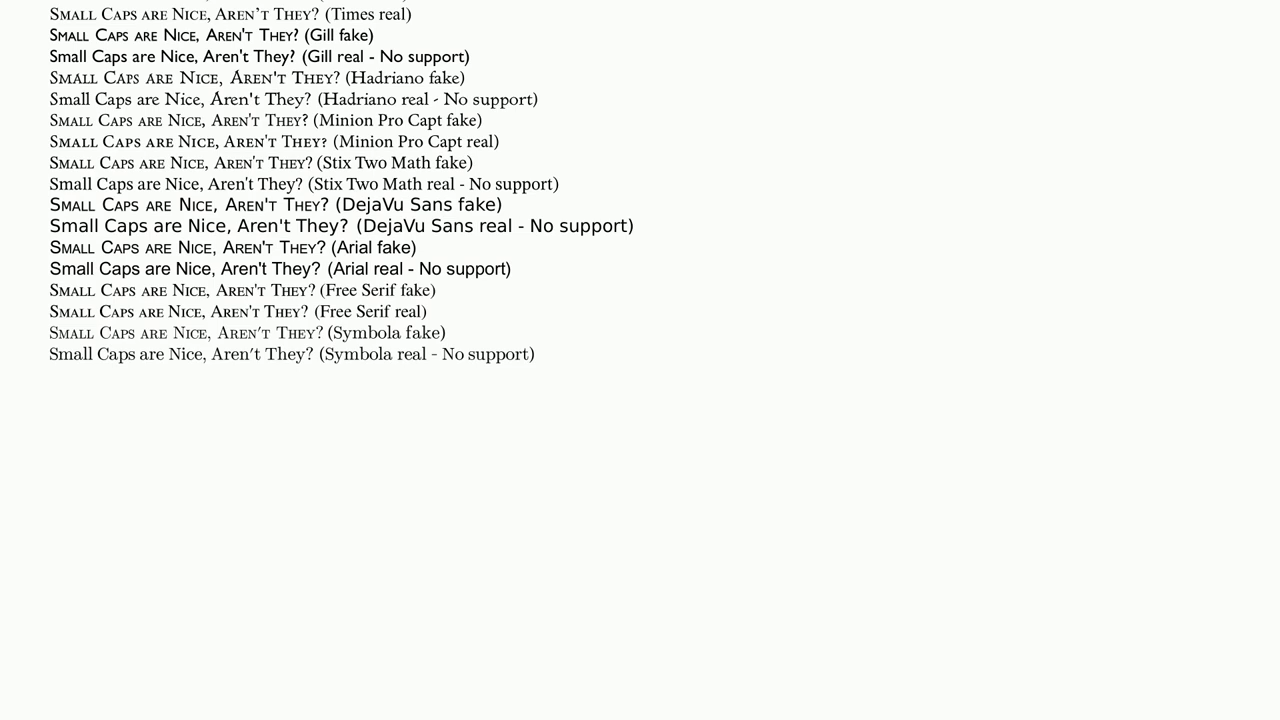 Small Caps are Nice, Aren’t They? (Times real)
Small Caps are Nice, Aren't They? (Gill fake)
Small Caps are Nice, Aren't They? (Gill real - No support)
Small Caps are Nice, Aren't They? (Hadriano fake)
Small Caps are Nice, Aren't They? (Hadriano real - No support)
Small Caps are Nice, Aren't They? (Minion Pro Capt fake)
Small Caps are Nice, Aren't They? (Minion Pro Capt real)
Small Caps are Nice, Aren't They? (Stix Two Math fake)
Small Caps are Nice, Aren't They? (Stix Two Math real - No support)
Small Caps are Nice, Aren't They? (DejaVu Sans fake)
Small Caps are Nice, Aren't They? (DejaVu Sans real - No support)
Small Caps are Nice, Aren't They? (Arial fake)
Small Caps are Nice, Aren't They? (Arial real - No support)
Small Caps are Nice, Aren't They? (Free Serif fake)
Small Caps are Nice, Aren't They? (Free Serif real)
Small Caps are Nice, Aren't They? (Symbola fake)
Small Caps are Nice, Aren't They? (Symbola real - No support)